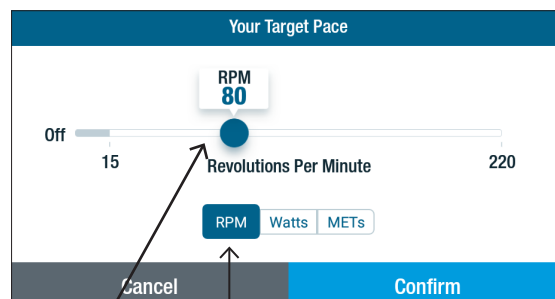 Your Target Pace
RPM
80
Off
15
Revolutions Per Minute
220
RPM Watts METs
Cancel Confirm